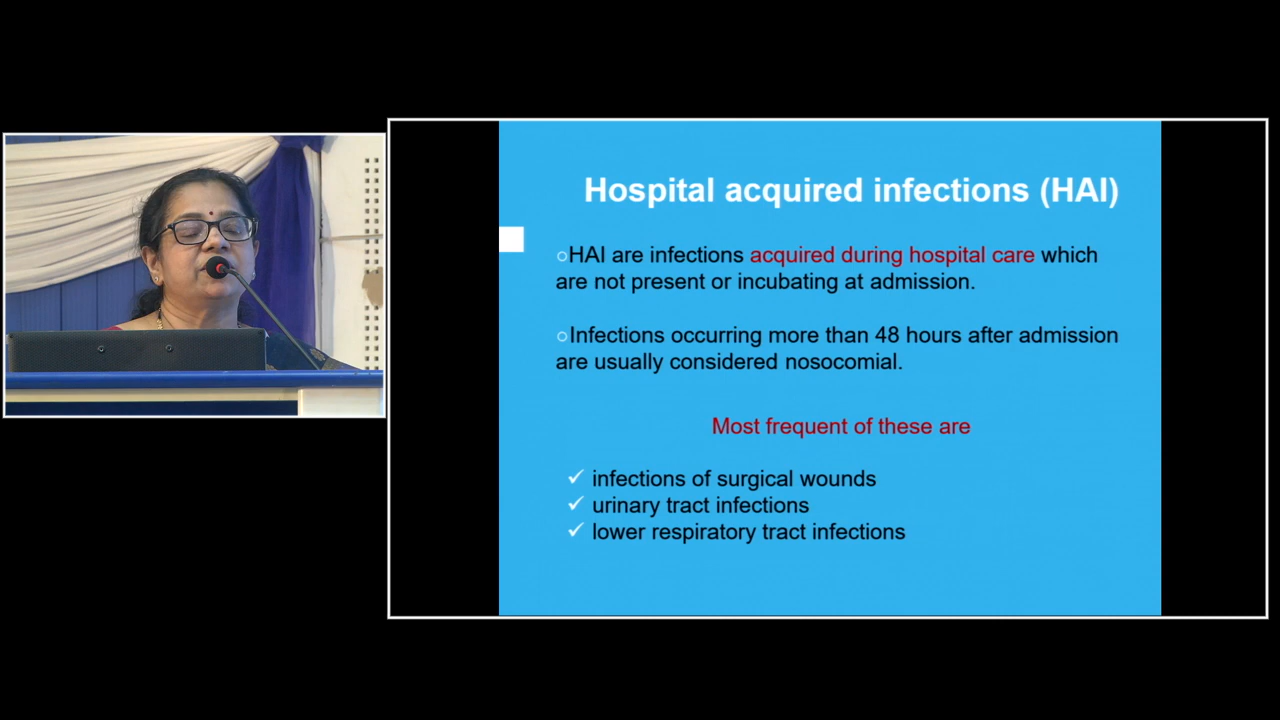 Hospital acquired infections (HAI)
○HAI are infections acquired during hospital care which
are not present or incubating at admission.
○Infections occurring more than 48 hours after admission
are usually considered nosocomial.
Most frequent of these are
✓ infections of surgical wounds
✓ urinary tract infections
✓ lower respiratory tract infections